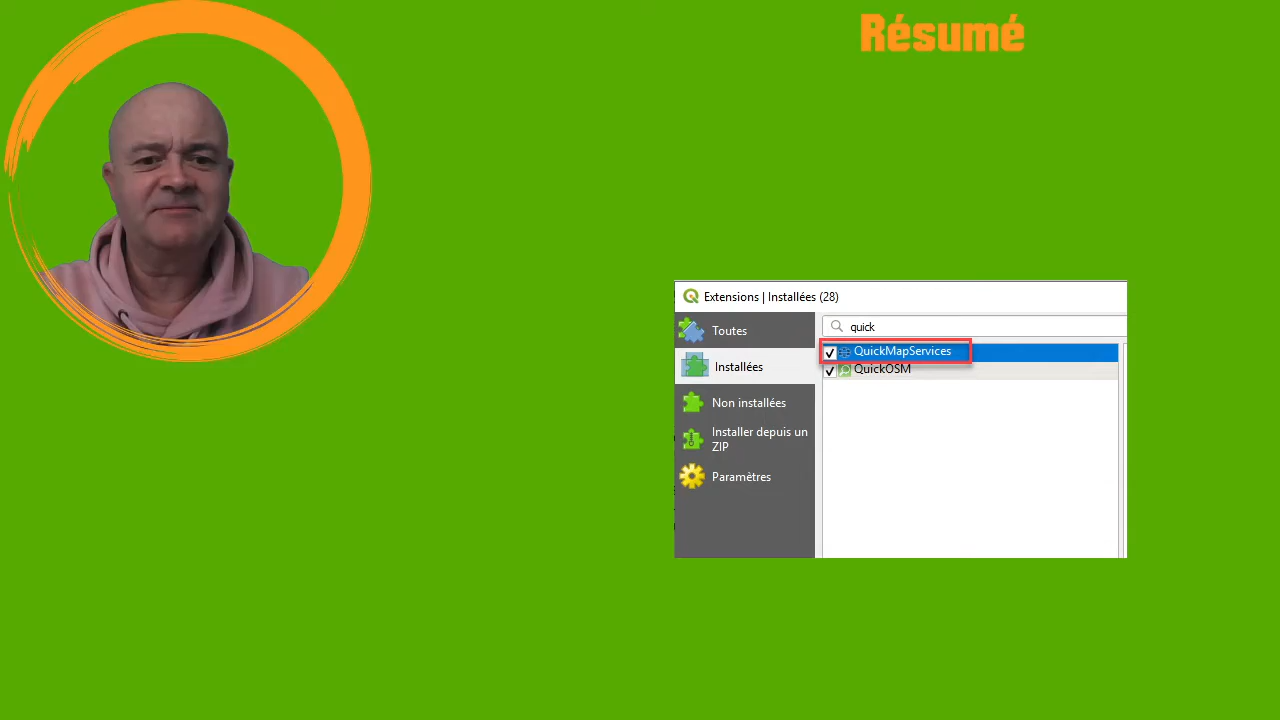 Résumé
Extensions | Installées (28)
Toutes
quick
QuickMapServices
Installées
QuickOSM
Non installées
Installer depuis un
ZIP
Paramètres